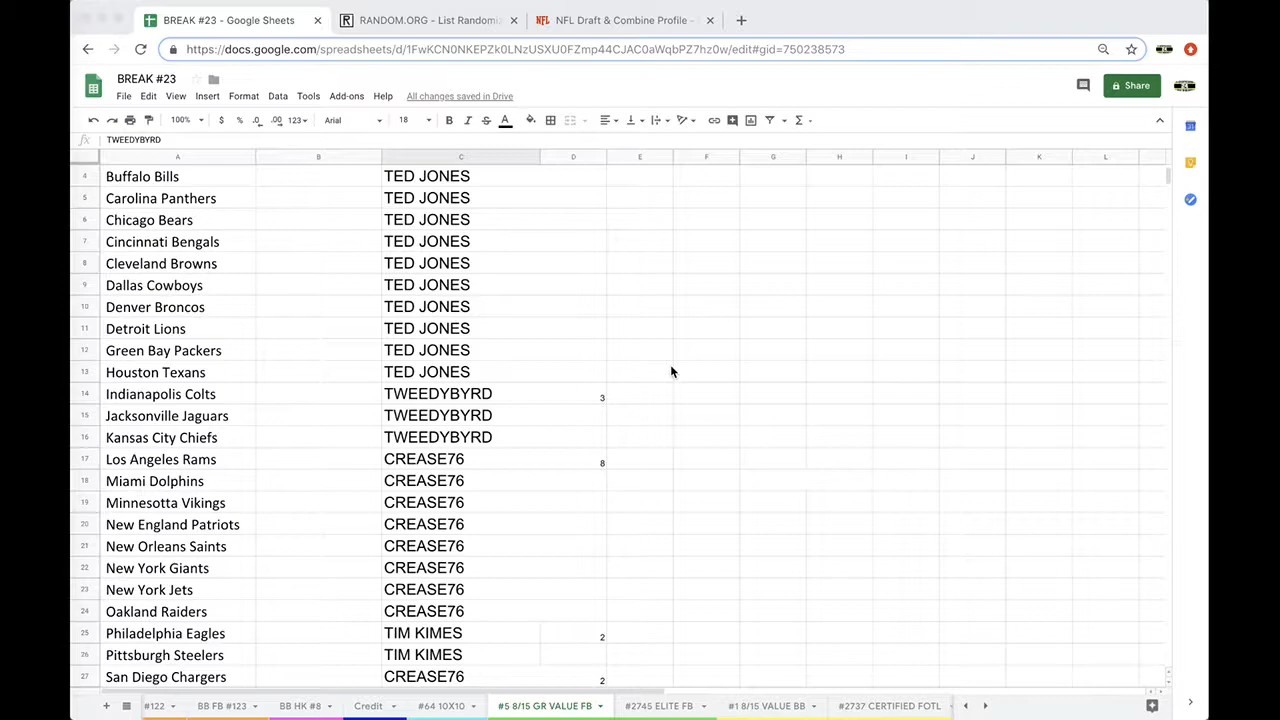 BREAK #23 - Google Sheets
RANDOM.ORG - List Randomi
NFL Draft & Combine Profile -
https://docs.google.com/spreadsheets/d/1FwKCN0NKEPZk0LNzUSXU0FZmp44CJAC0aWqbPZ7hz0w/edit#gid=750238573
BREAK #23
File Edit View Insert Format Data Tools Add-ons Help All changes saved in Drive
Share
100% $ % .0 .00 123 Arial 18 B I S A
fx TWEEDYBYRD
A B C D E F G H I J K L
4 Buffalo Bills TED JONES
5 Carolina Panthers TED JONES
6 Chicago Bears TED JONES
7 Cincinnati Bengals TED JONES
8 Cleveland Browns TED JONES
9 Dallas Cowboys TED JONES
10 Denver Broncos TED JONES
11 Detroit Lions TED JONES
12 Green Bay Packers TED JONES
13 Houston Texans TED JONES
14 Indianapolis Colts TWEEDYBYRD 3
15 Jacksonville Jaguars TWEEDYBYRD
16 Kansas City Chiefs TWEEDYBYRD
17 Los Angeles Rams CREASE76 8
18 Miami Dolphins CREASE76
19 Minnesotta Vikings CREASE76
20 New England Patriots CREASE76
21 New Orleans Saints CREASE76
22 New York Giants CREASE76
23 New York Jets CREASE76
24 Oakland Raiders CREASE76
25 Philadelphia Eagles TIM KIMES 2
26 Pittsburgh Steelers TIM KIMES
27 San Diego Chargers CREASE76 2
#122 BB FB #123 BB HK #8 Credit #64 10X10 #5 8/15 GR VALUE FB #2745 ELITE FB #1 8/15 VALUE BB #2737 CERTIFIED FOTL